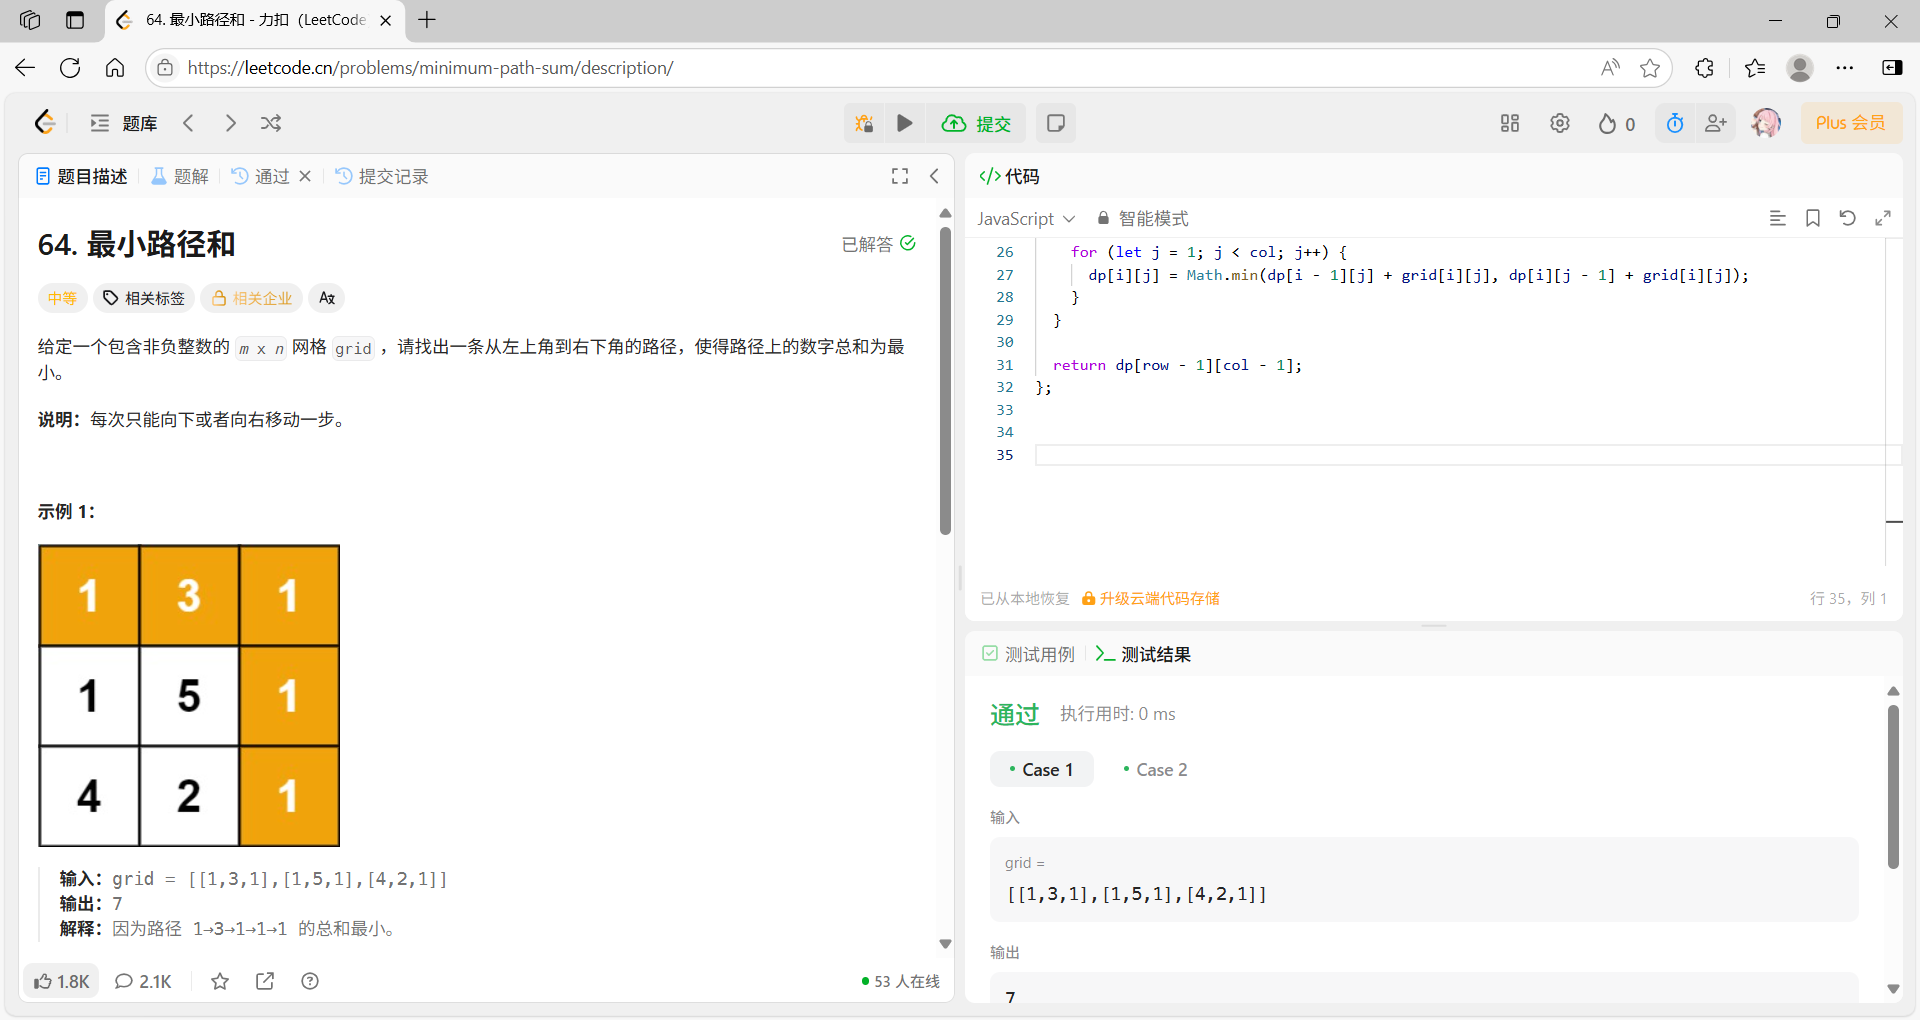 64. 最小路径和 - 力扣（LeetCode
https://leetcode.cn/problems/minimum-path-sum/description/
题库
提交
0
Plus 会员
题目描述
题解
通过
提交记录
64. 最小路径和
已解答
中等
相关标签
相关企业
给定一个包含非负整数的 m x n 网格 grid ，请找出一条从左上角到右下角的路径，使得路径上的数字总和为最
小。
说明：每次只能向下或者向右移动一步。
示例 1：
1 3 1
1 5 1
4 2 1
输入：grid = [[1,3,1],[1,5,1],[4,2,1]]
输出：7
解释：因为路径 1→3→1→1→1 的总和最小。
1.8K
2.1K
53 人在线
代码
JavaScript
智能模式
26 for (let j = 1; j < col; j++) {
27 dp[i][j] = Math.min(dp[i - 1][j] + grid[i][j], dp[i][j - 1] + grid[i][j]);
28 }
29 }
30
31 return dp[row - 1][col - 1];
32 };
33
34
35
已从本地恢复
升级云端代码存储
行 35，列 1
测试用例
测试结果
通过
执行用时: 0 ms
Case 1
Case 2
输入
grid =
[[1,3,1],[1,5,1],[4,2,1]]
输出
7